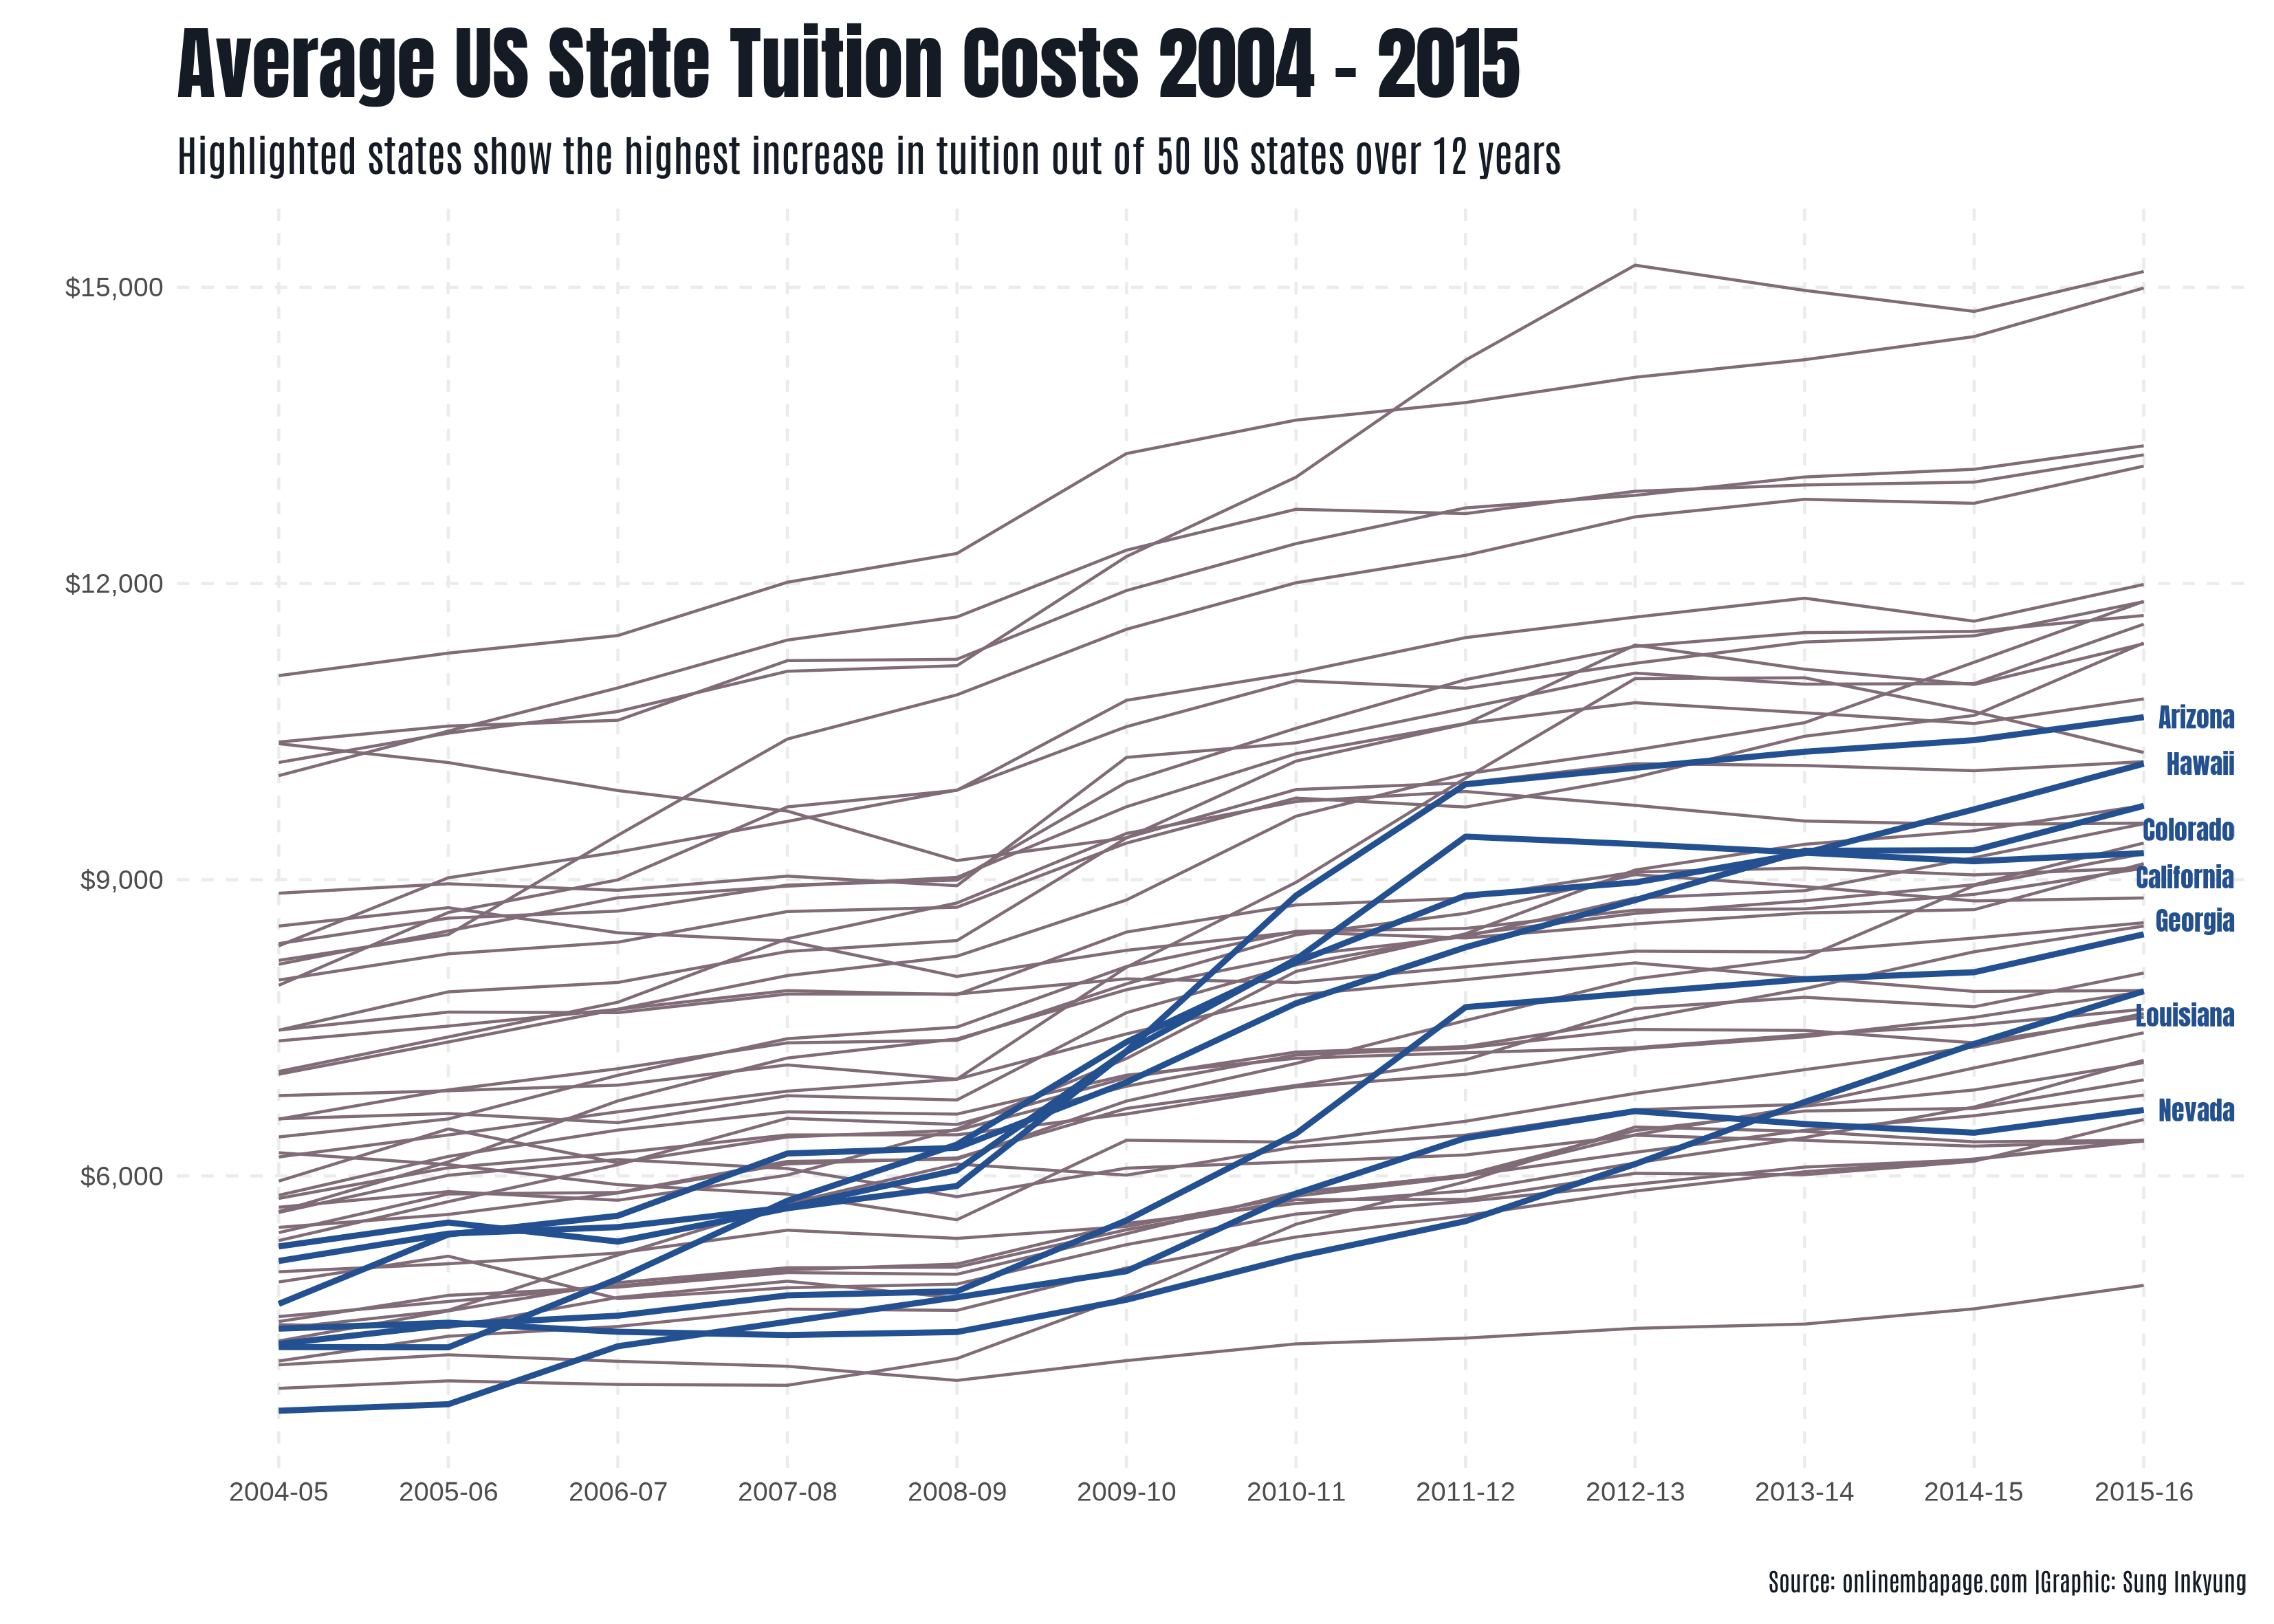 Average US State Tuition Costs 2004 - 2015
Highlighted states show the highest increase in tuition out of 50 US states over 12 years
$15,000
$12,000
$9,000
$6,000
Arizona
Hawaii
Colorado
California
Georgia
Louisiana
Nevada
2004-05 2005-06 2006-07 2007-08 2008-09 2009-10 2010-11 2011-12 2012-13 2013-14 2014-15 2015-16
Source: onlinembapage.com |Graphic: Sung Inkyung